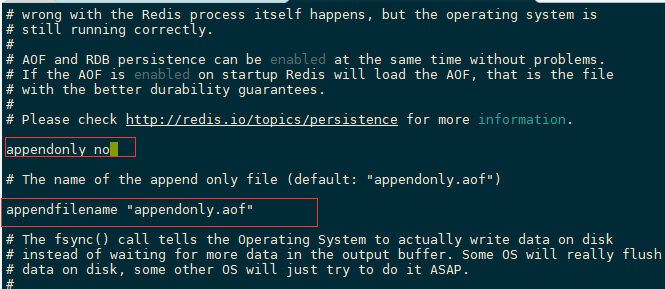 # wrong with the Redis process itself happens, but the operating system is
# still running correctly.
#
# AOF and RDB persistence can be enabled at the same time without problems.
# If the AOF is enabled on startup Redis will load the AOF, that is the file
# with the better durability guarantees.
#
# Please check http://redis.io/topics/persistence for more information.
appendonly no
# The name of the append only file (default: "appendonly.aof")
appendfilename "appendonly.aof"
# The fsync() call tells the Operating System to actually write data on disk
# instead of waiting for more data in the output buffer. Some OS will really flush
# data on disk, some other OS will just try to do it ASAP.
#